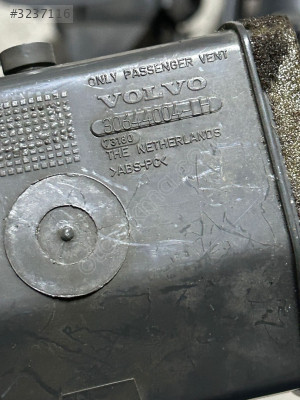 #3237116
ONLY PASSENGER VENT
VOLVO
THE NETHERLANDS
>ABS-PC<